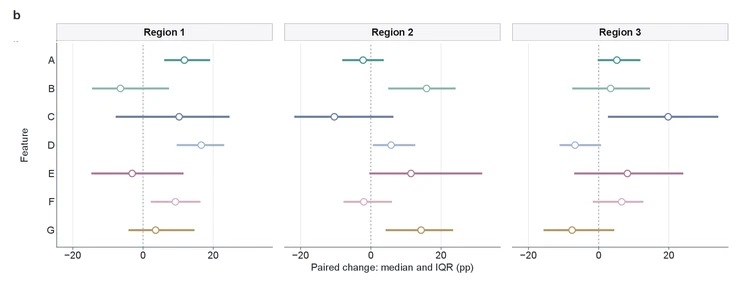 b
Region 1 Region 2 Region 3
A
B
C
D
E
F
G
Feature
−20 0 20 −20 0 20 −20 0 20
Paired change: median and IQR (pp)